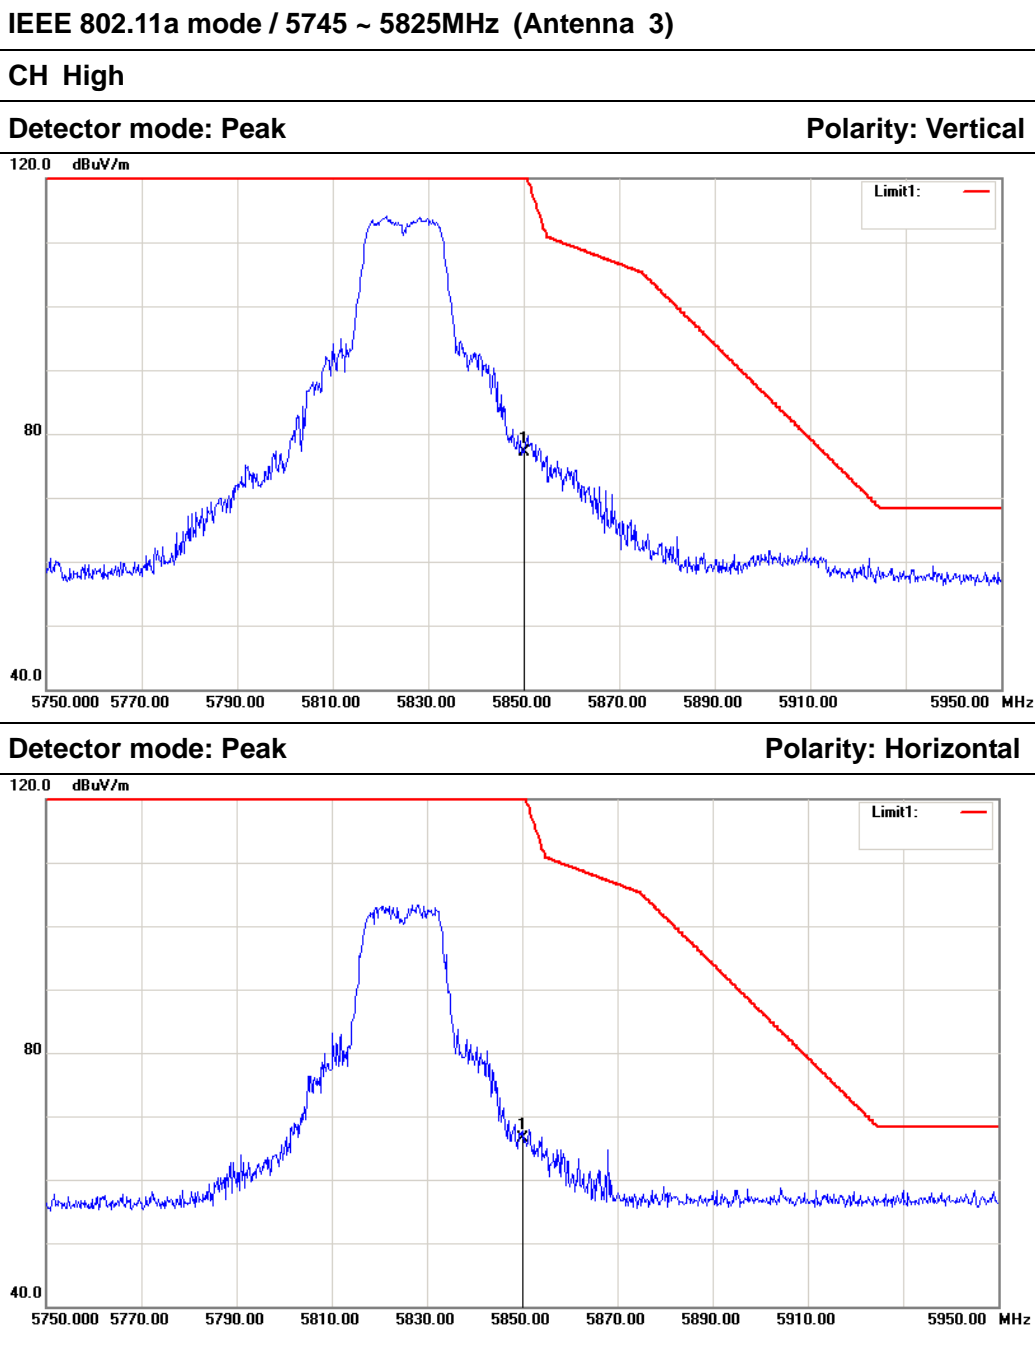 IEEE 802.11a mode / 5745 ~ 5825MHz (Antenna 3)
CH High
Detector mode: Peak Polarity: Vertical
120.0 dBuV/m
Limit1:
1
80
40.0
5750.000 5770.00 5790.00 5810.00 5830.00 5850.00 5870.00 5890.00 5910.00 5950.00 MHz
Detector mode: Peak Polarity: Horizontal
120.0 dBuV/m
Limit1:
80
1
40.0
5750.000 5770.00 5790.00 5810.00 5830.00 5850.00 5870.00 5890.00 5910.00 5950.00 MHz